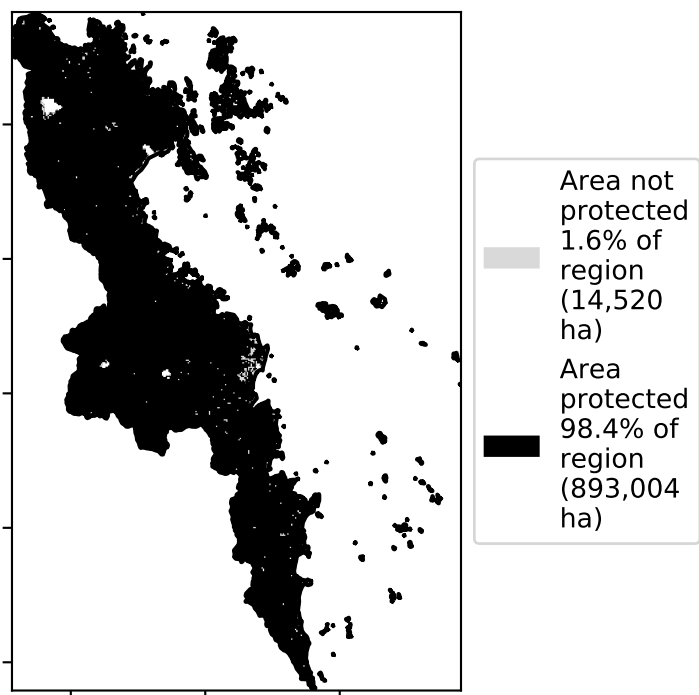 Area not
protected
1.6% of
region
(14,520
ha)
Area
protected
98.4% of
region
(893,004
ha)